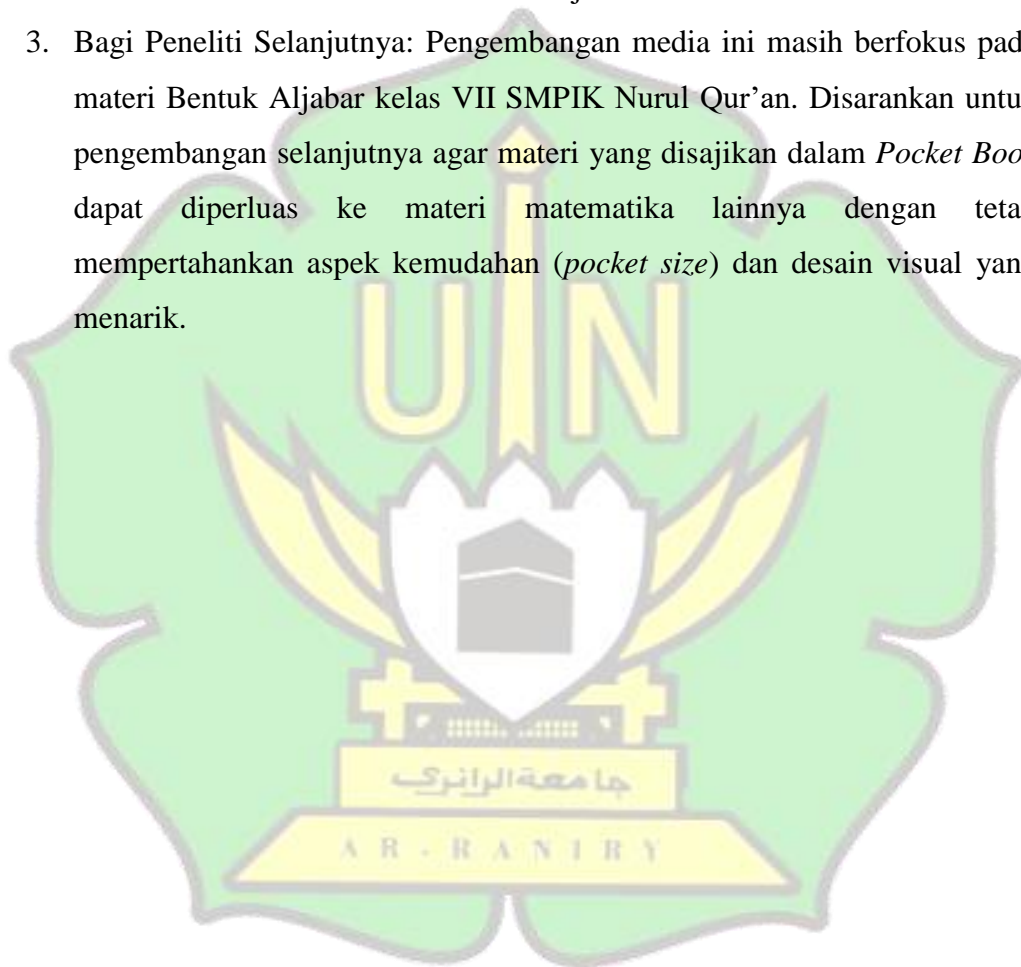 3. Bagi Peneliti Selanjutnya: Pengembangan media ini masih berfokus pad
materi Bentuk Aljabar kelas VII SMPIK Nurul Qur’an. Disarankan untu
pengembangan selanjutnya agar materi yang disajikan dalam Pocket Boo
dapat diperluas ke materi matematika lainnya dengan teta
mempertahankan aspek kemudahan (pocket size) dan desain visual yan
menarik.
UIN
جامعة الرانري
AR-RANIRY